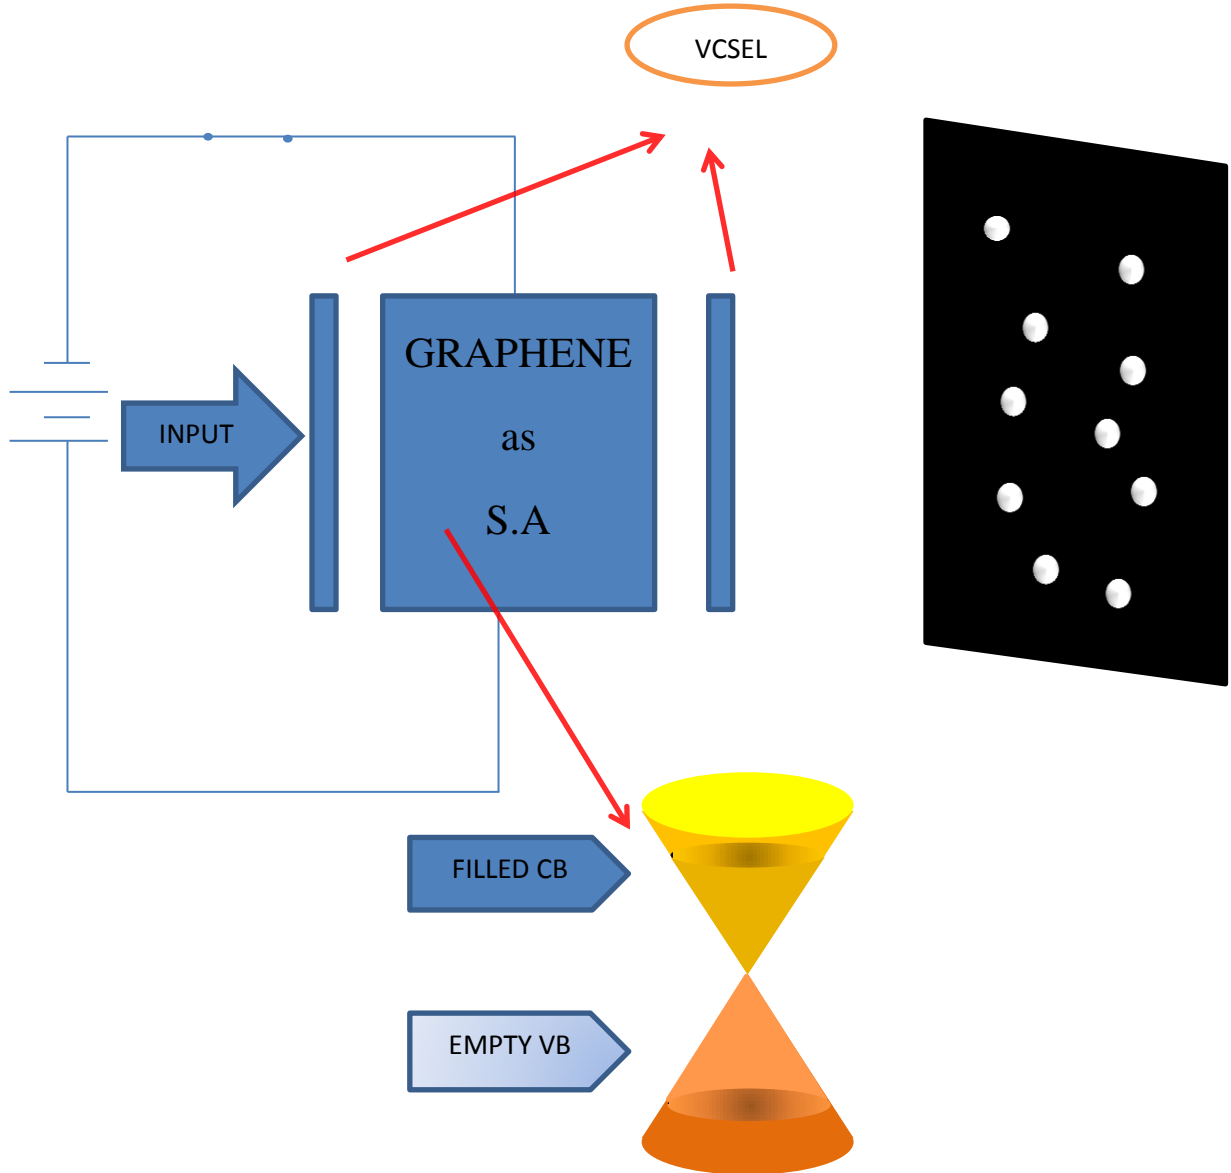 VCSEL
GRAPHENE
as
S.A
INPUT
FILLED CB
EMPTY VB